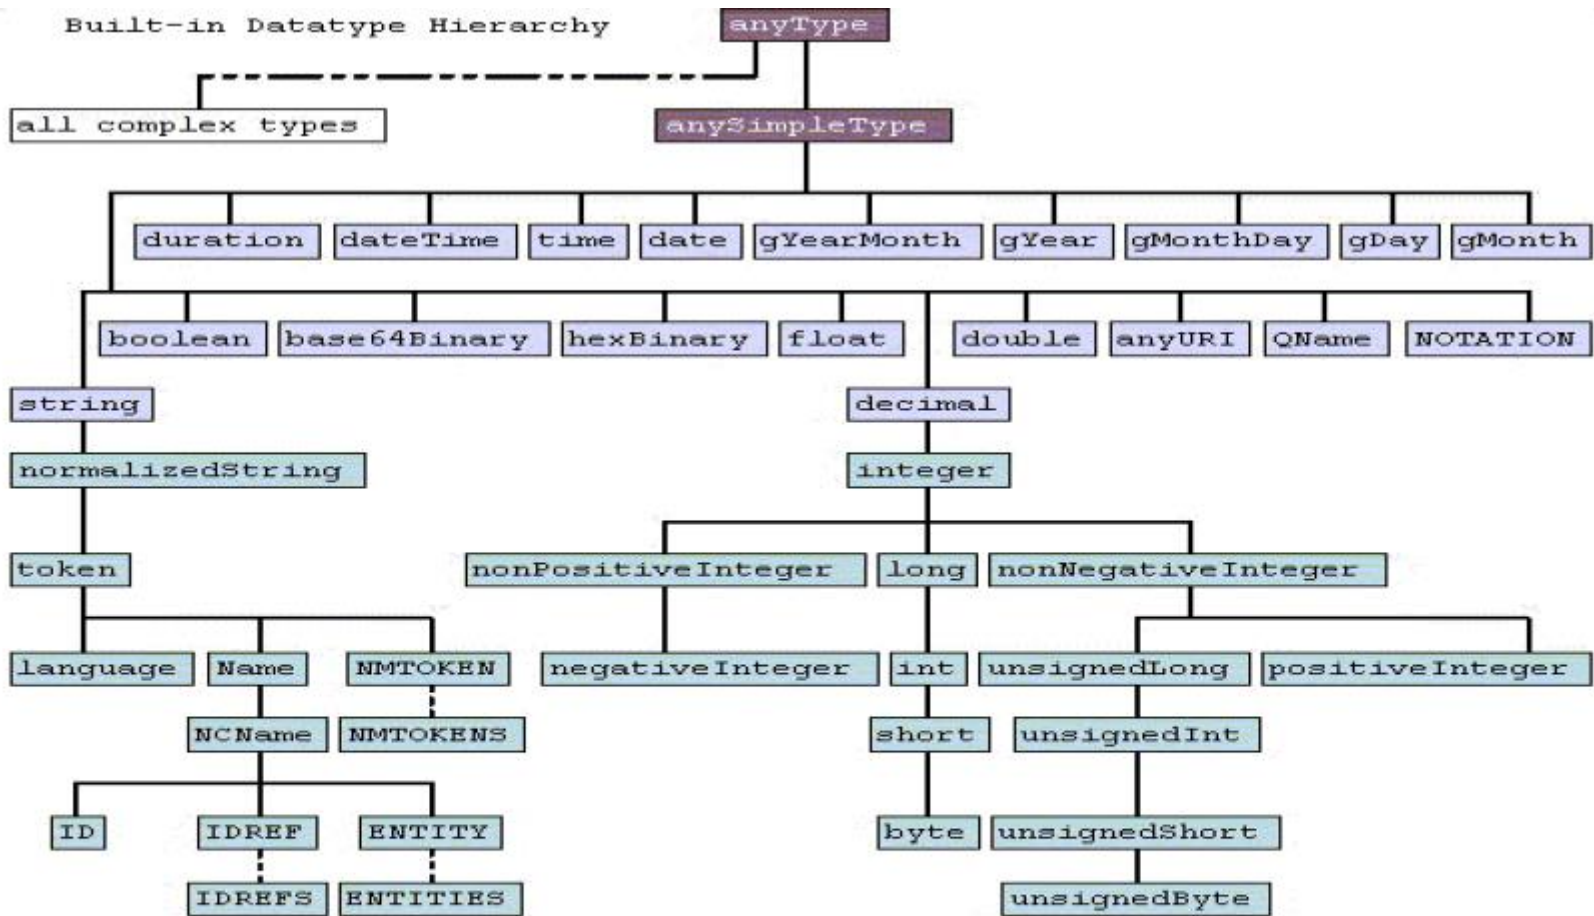 Built-in Datatype Hierarchy anyType
all complex types anySimpleType
duration dateTime time date gYearMonth gYear gMonthDay gDay gMonth
boolean base64Binary hexBinary float double anyURI QName NOTATION
string decimal
normalizedString integer
token nonPositiveInteger long nonNegativeInteger
language Name NMTOKEN negativeInteger int unsignedLong positiveInteger
NCName NMTOKENS short unsignedInt
ID IDREF ENTITY byte unsignedShort
IDREFS ENTITIES unsignedByte